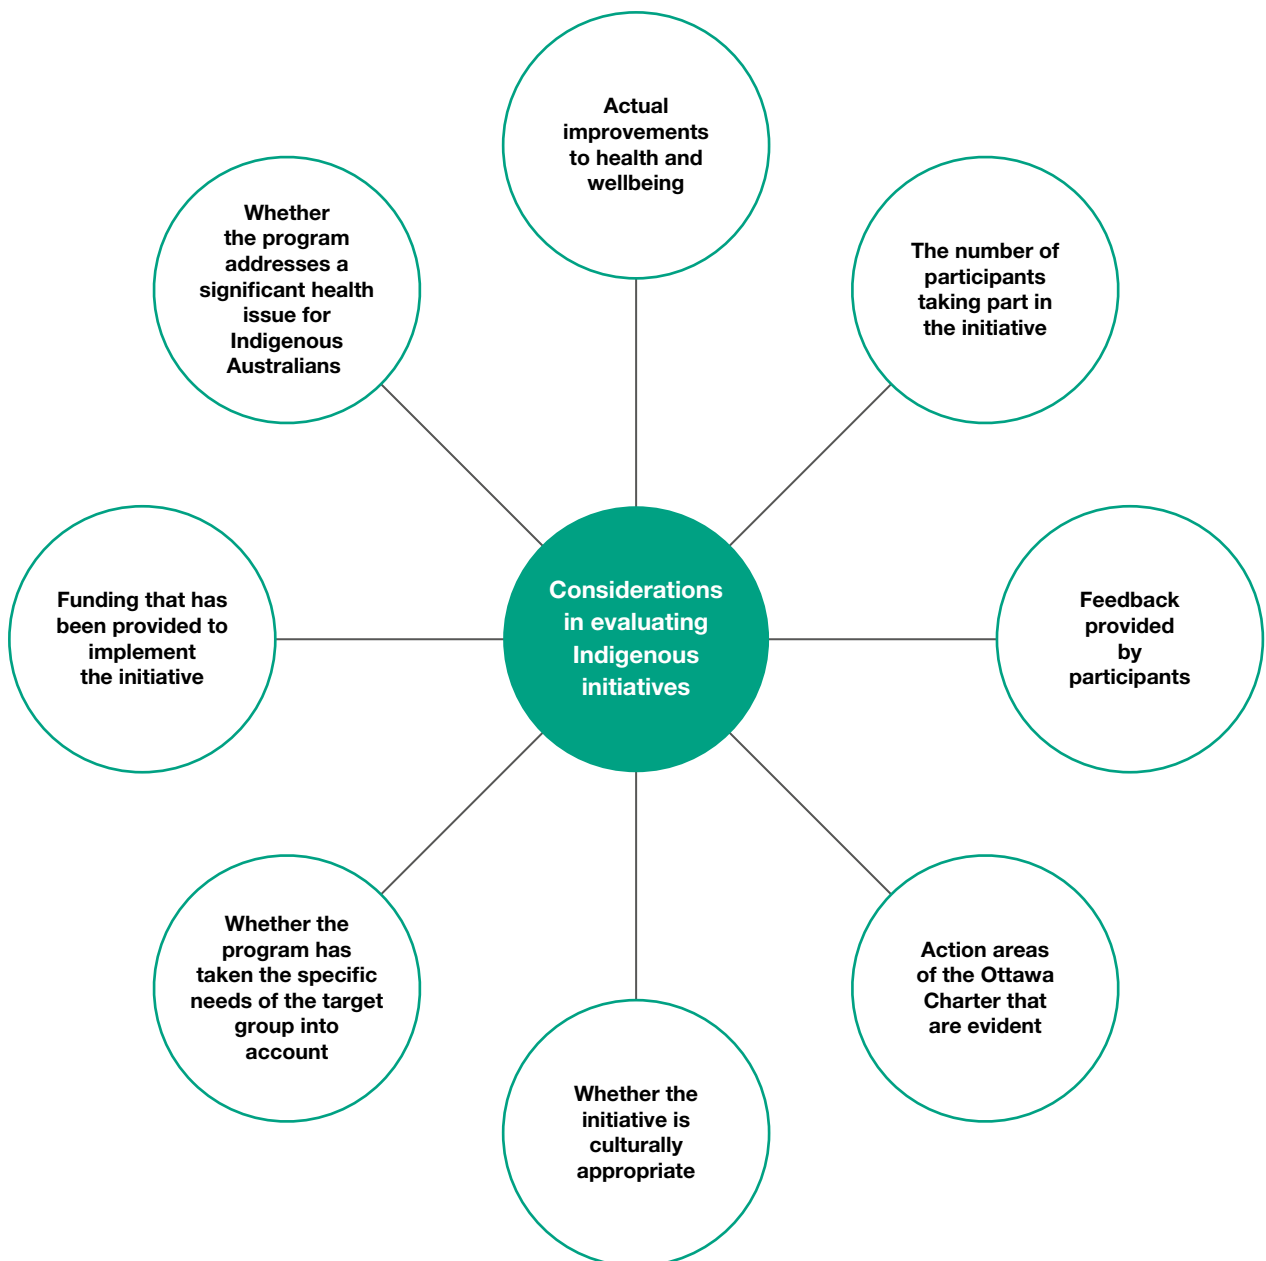 Actual
improvements
to health and
wellbeing
The number of
participants
taking part in
the initiative
Feedback
provided
by
participants
Action areas
of the Ottawa
Charter that
are evident
Whether the
initiative is
culturally
appropriate
Whether the
program has
taken the specific
needs of the target
group into
account
Funding that has
been provided to
implement
the initiative
Whether
the program
addresses a
significant health
issue for
Indigenous
Australians
Considerations
in evaluating
Indigenous
initiatives